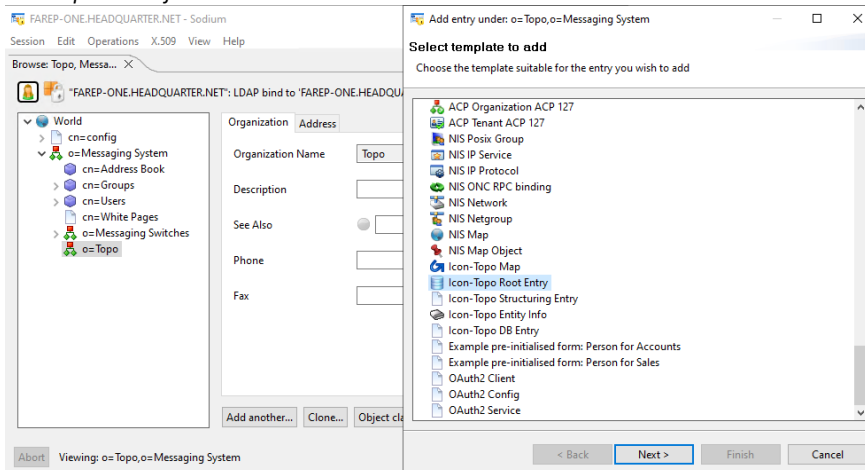 FAREP-ONE.HEADQUARTER.NET - Sodium
Session Edit Operations X.509 View Help
Browse: Topo, Messa... X
"FAREP-ONE.HEADQUARTER.NET": LDAP bind to 'FAREP-ONE.HEADQU
World
cn=config
o=Messaging System
cn=Address Book
cn=Groups
cn=Users
cn=White Pages
o=Messaging Switches
o=Topo
Organization Address
Organization Name Topo
Description
See Also
Phone
Fax
Add another... Clone... Object cla
Abort Viewing: o=Topo,o=Messaging System
Add entry under: o=Topo,o=Messaging System
Select template to add
Choose the template suitable for the entry you wish to add
ACP Organization ACP 127
ACP Tenant ACP 127
NIS Posix Group
NIS IP Service
NIS IP Protocol
NIS ONC RPC binding
NIS Network
NIS Netgroup
NIS Map
NIS Map Object
Icon-Topo Map
Icon-Topo Root Entry
Icon-Topo Structuring Entry
Icon-Topo Entity Info
Icon-Topo DB Entry
Example pre-initialised form: Person for Accounts
Example pre-initialised form: Person for Sales
OAuth2 Client
OAuth2 Config
OAuth2 Service
< Back Next > Finish Cancel